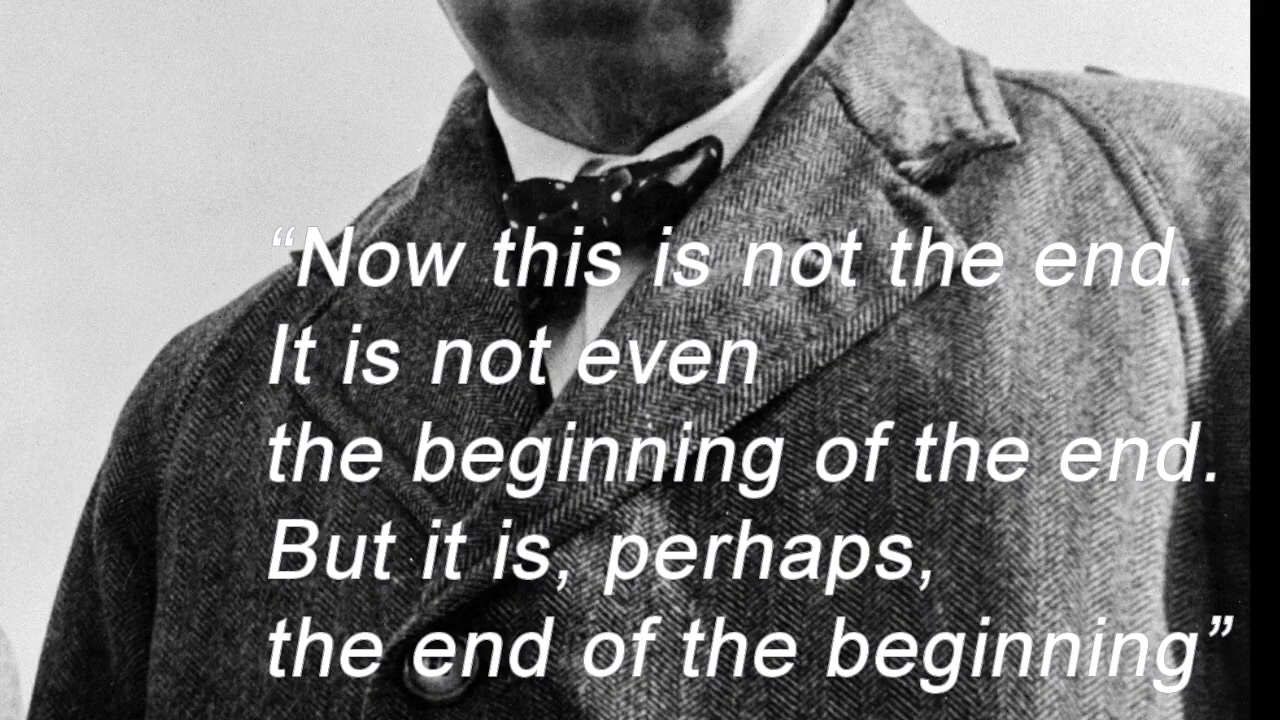 “Now this is not the end.
It is not even
the beginning of the end.
But it is, perhaps,
the end of the beginning”